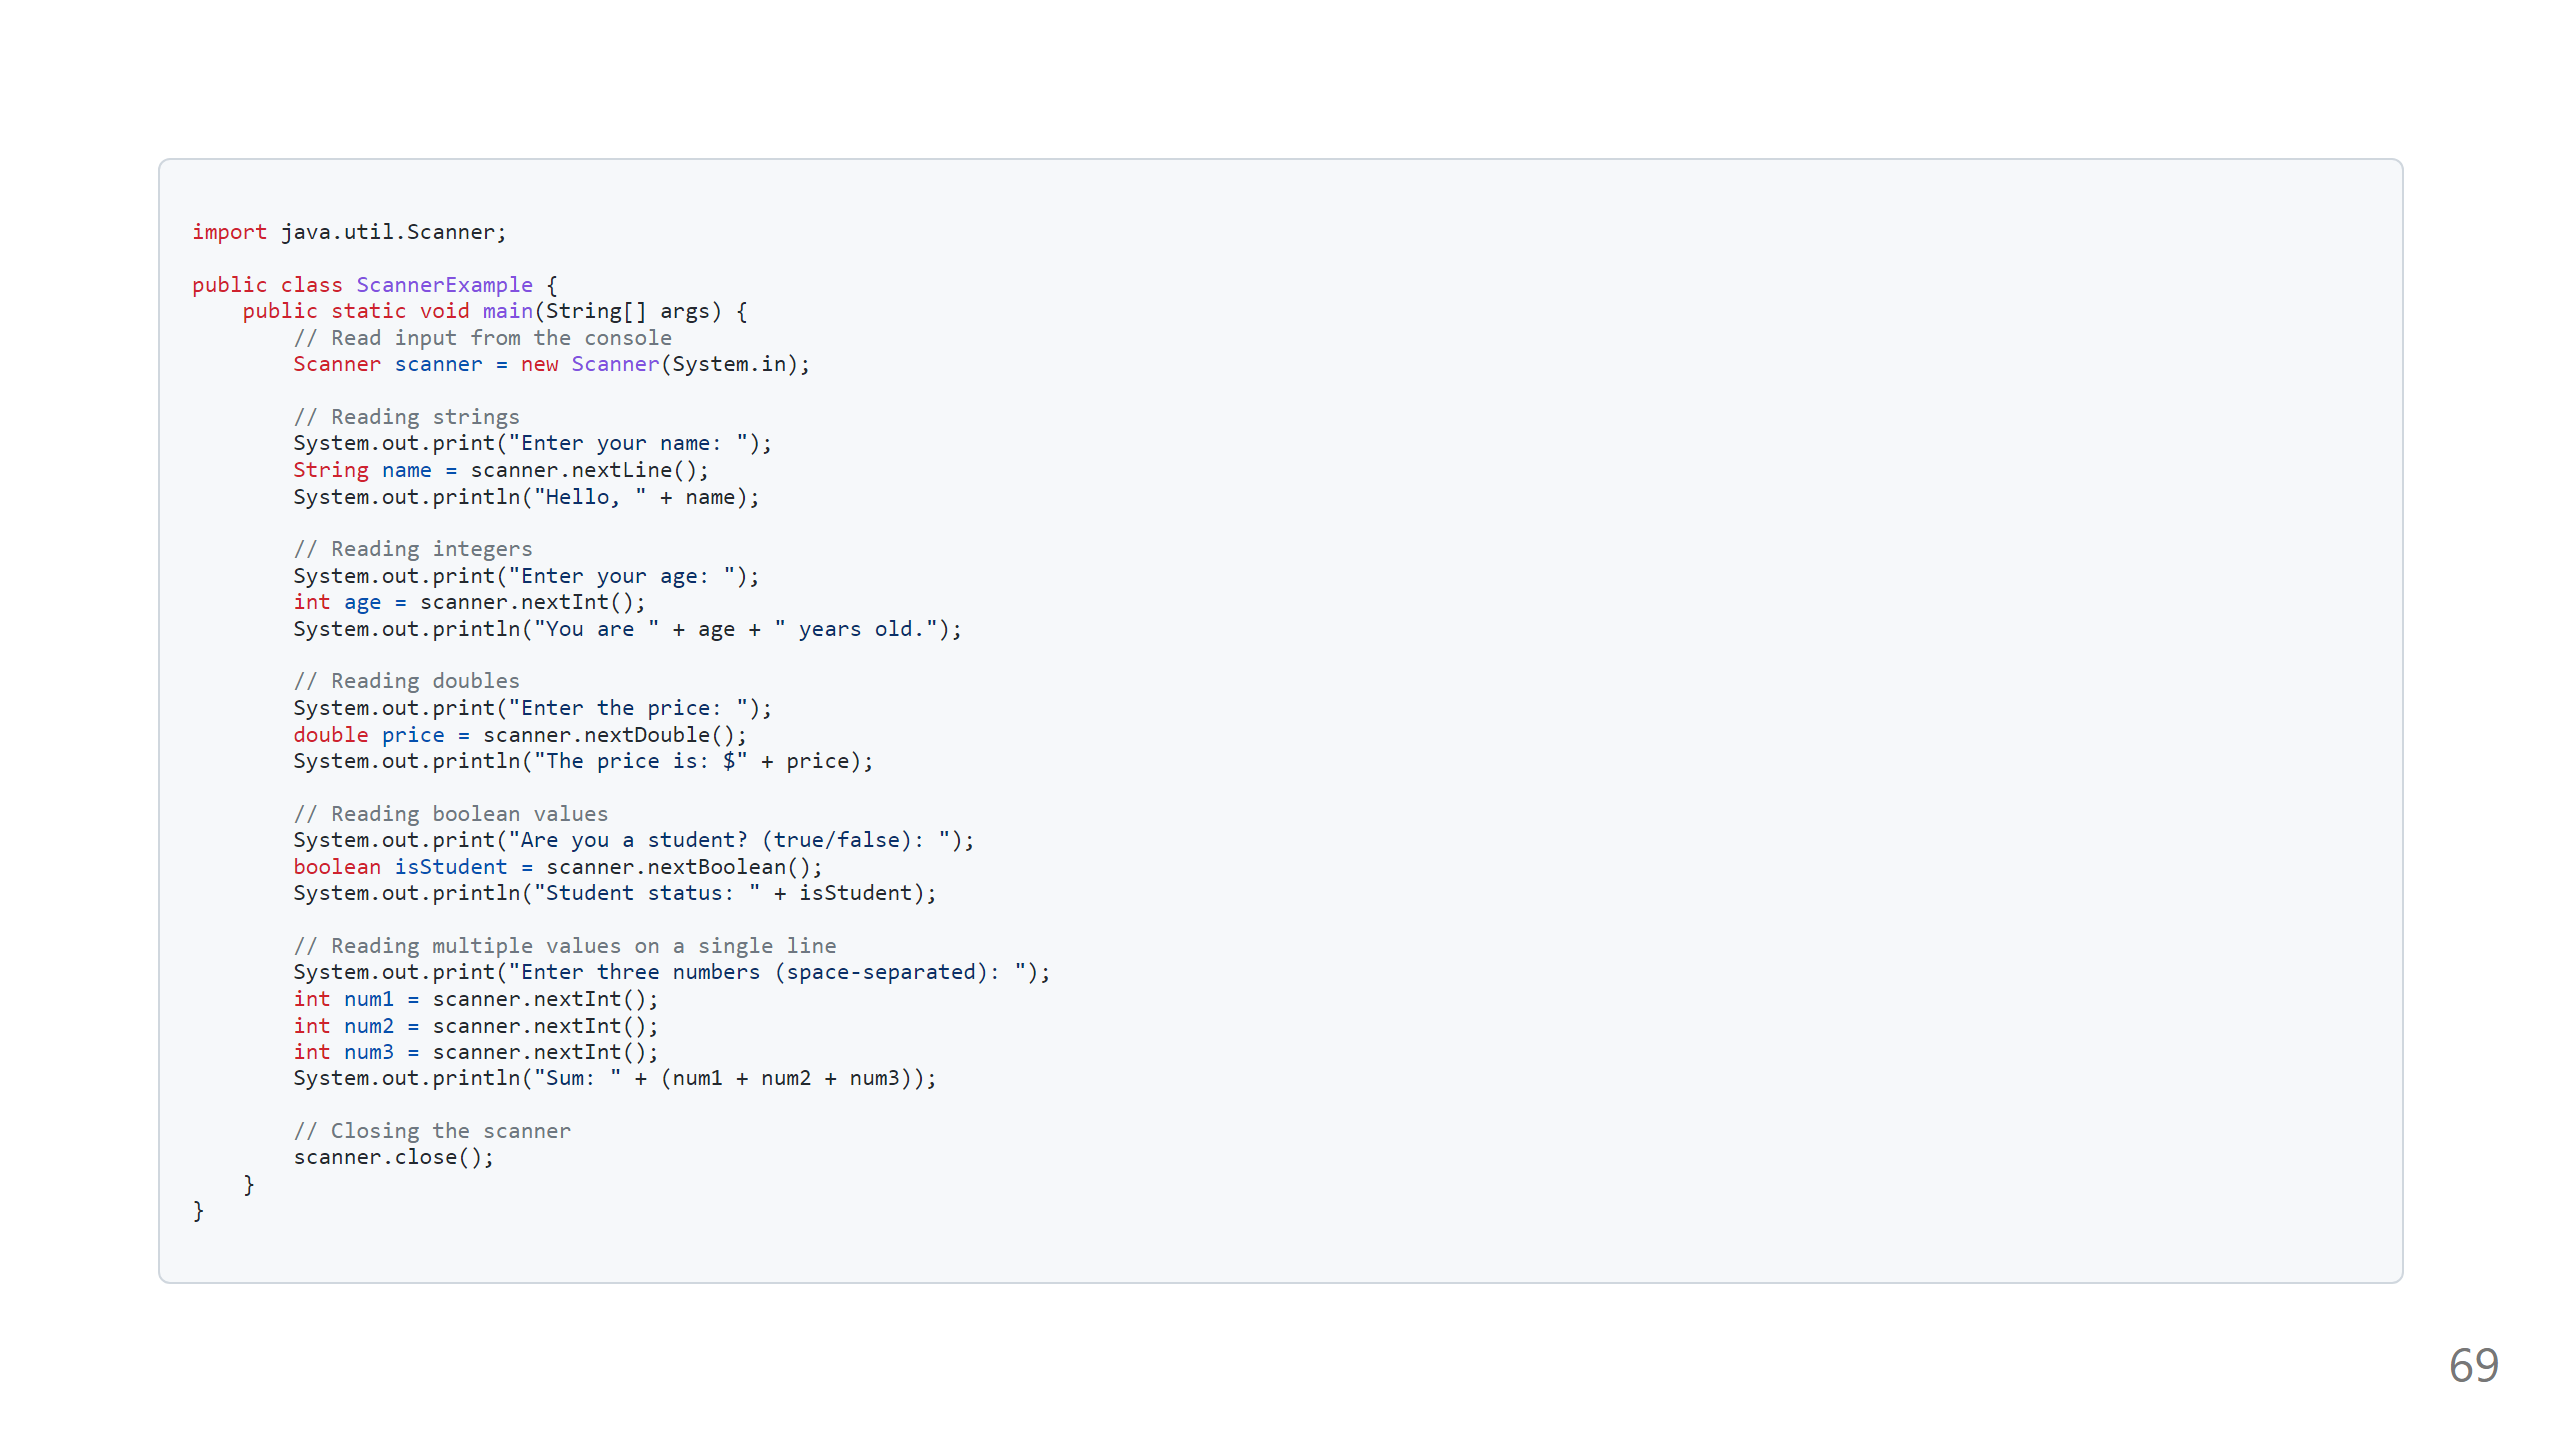 import java.util.Scanner;

public class ScannerExample {
    public static void main(String[] args) {
        // Read input from the console
        Scanner scanner = new Scanner(System.in);

        // Reading strings
        System.out.print("Enter your name: ");
        String name = scanner.nextLine();
        System.out.println("Hello, " + name);

        // Reading integers
        System.out.print("Enter your age: ");
        int age = scanner.nextInt();
        System.out.println("You are " + age + " years old.");

        // Reading doubles
        System.out.print("Enter the price: ");
        double price = scanner.nextDouble();
        System.out.println("The price is: $" + price);

        // Reading boolean values
        System.out.print("Are you a student? (true/false): ");
        boolean isStudent = scanner.nextBoolean();
        System.out.println("Student status: " + isStudent);

        // Reading multiple values on a single line
        System.out.print("Enter three numbers (space-separated): ");
        int num1 = scanner.nextInt();
        int num2 = scanner.nextInt();
        int num3 = scanner.nextInt();
        System.out.println("Sum: " + (num1 + num2 + num3));

        // Closing the scanner
        scanner.close();
    }
}
69